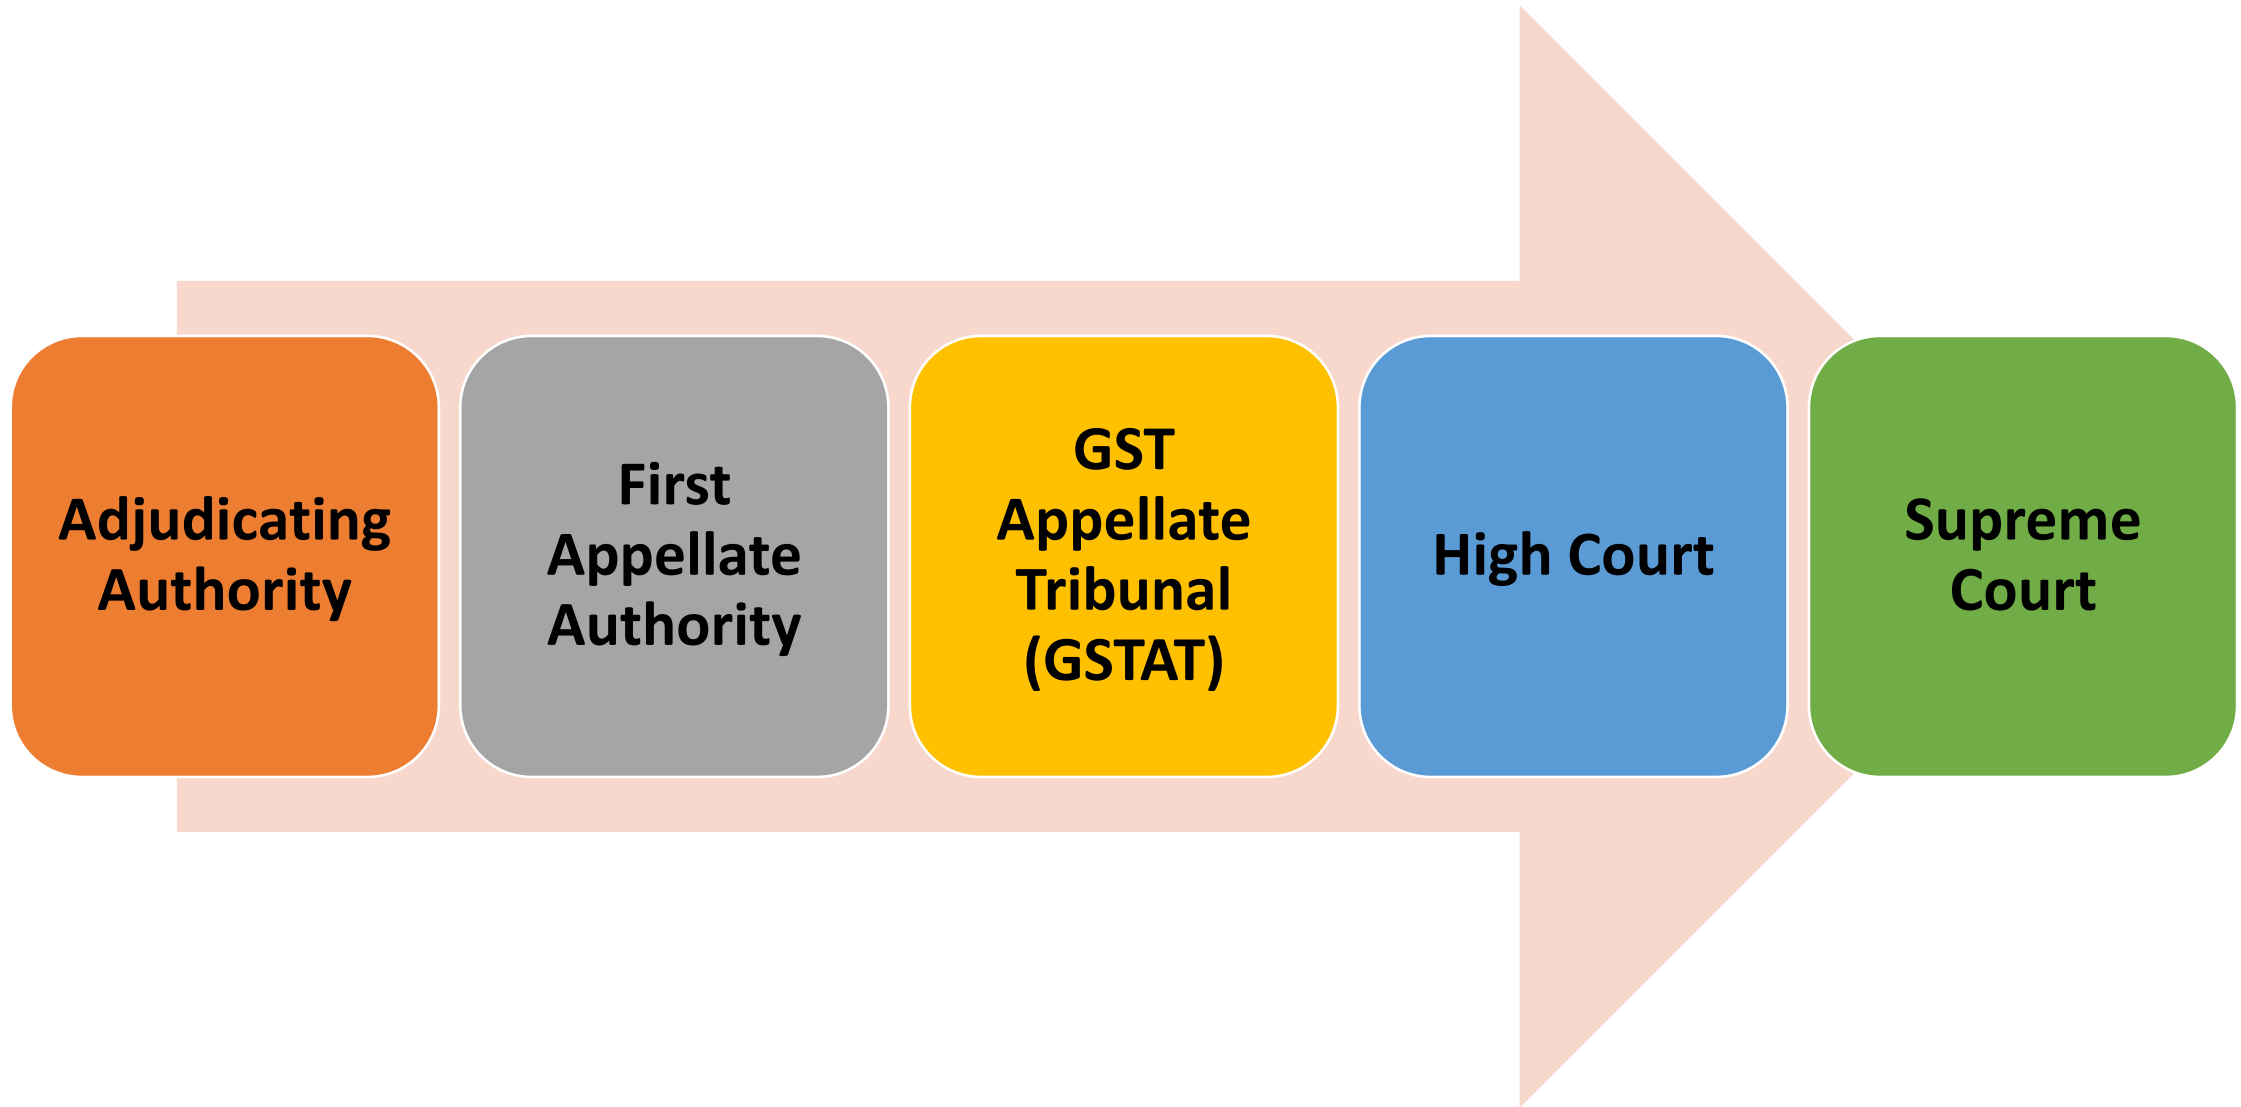 Adjudicating
Authority
First
Appellate
Authority
GST
Appellate
Tribunal
(GSTAT)
High Court
Supreme
Court